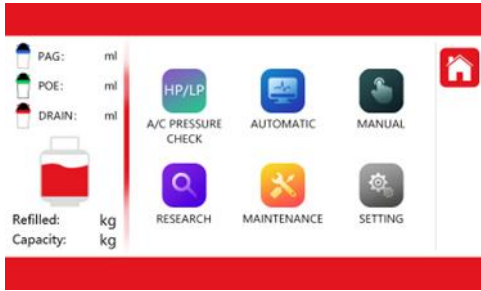 PAG: ml
POE: ml
DRAIN: ml
Refilled: kg
Capacity: kg
HP/LP
A/C PRESSURE
CHECK
AUTOMATIC
MANUAL
RESEARCH
MAINTENANCE
SETTING